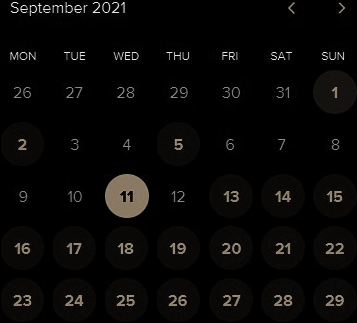 September 2021
MON TUE WED THU FRI SAT SUN
26 27 28 29 30 31 1
2 3 4 5 6 7 8
9 10 11 12 13 14 15
16 17 18 19 20 21 22
23 24 25 26 27 28 29